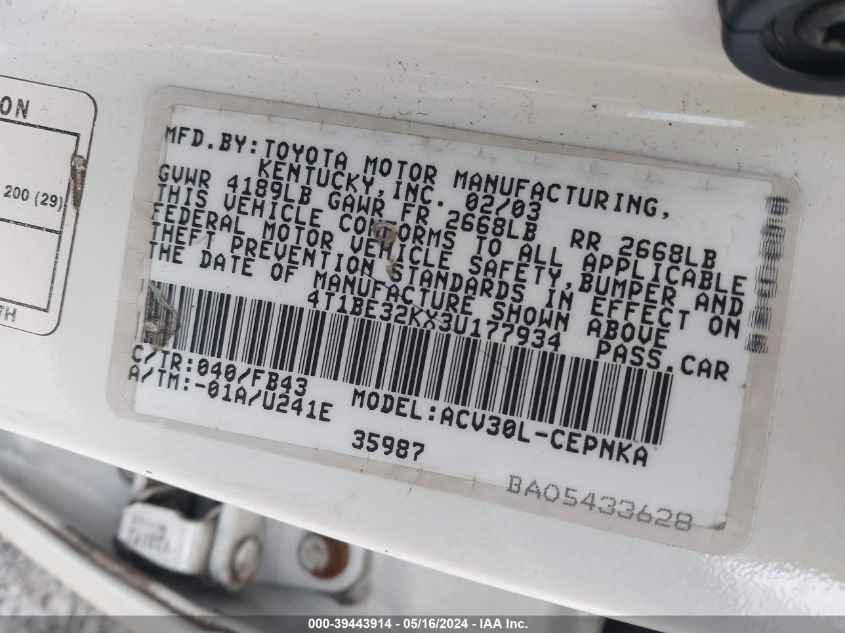 ON
200 (29)
TH
MFD.BY:TOYOTA MOTOR MANUFACTURING,
KENTUCKY,INC. 02/03
GVWR 4189LB GAWR FR 2668LB RR 2668LB
THIS VEHICLE CONFORMS TO ALL APPLICABLE
FEDERAL MOTOR VEHICLE SAFETY,BUMPER AND
THEFT PREVENTION STANDARDS IN EFFECT ON
THE DATE OF MANUFACTURE SHOWN ABOVE
4T1BE32KX3U177934 PASS.CAR
C/TR:040/FB43
A/TM:-01A/U241E MODEL:ACV30L-CEPNKA
35987
BA05433628
TOYOTA
000-39443914 - 05/16/2024 - IAA Inc.